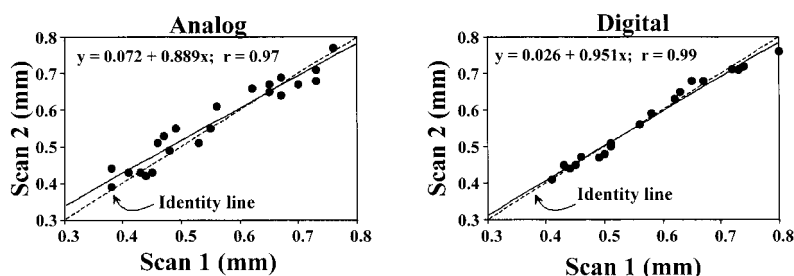 Analog
y = 0.072 + 0.889x; r = 0.97
Scan 2 (mm)
0.8
0.7
0.6
0.5
0.4
0.3
Identity line
0.3 0.4 0.5 0.6 0.7 0.8
Scan 1 (mm)
Digital
y = 0.026 + 0.951x; r = 0.99
Scan 2 (mm)
0.8
0.7
0.6
0.5
0.4
0.3
Identity line
0.3 0.4 0.5 0.6 0.7 0.8
Scan 1 (mm)